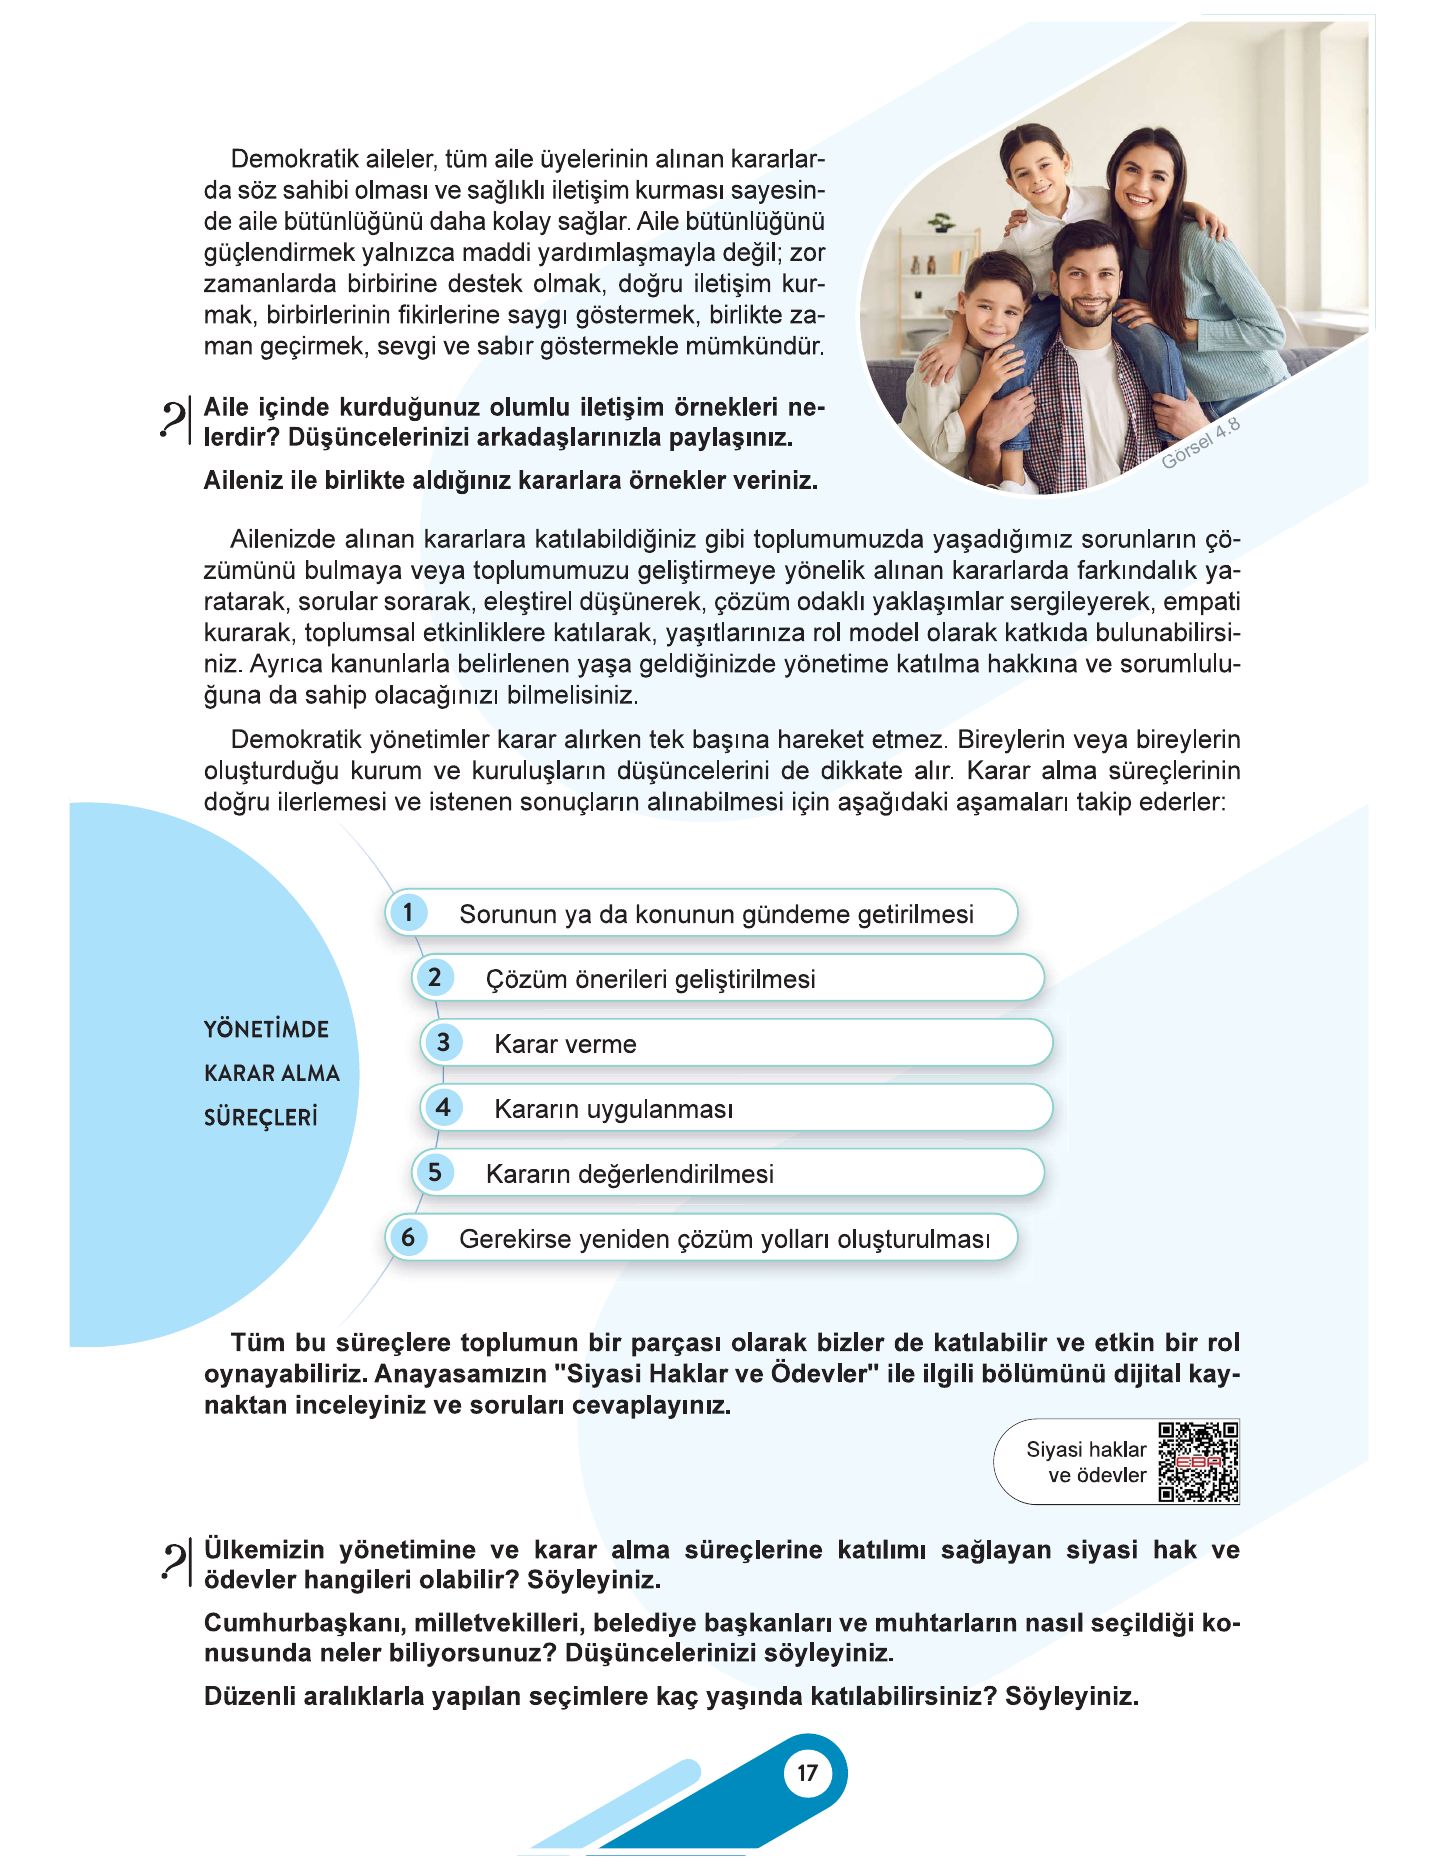 Demokratik aileler, tüm aile üyelerinin alınan kararlar-
da söz sahibi olması ve sağlıklı iletişim kurması sayesin-
de aile bütünlüğünü daha kolay sağlar. Aile bütünlüğünü
güçlendirmek yalnızca maddi yardımlaşmayla değil; zor
zamanlarda birbirine destek olmak, doğru iletişim kur-
mak, birbirlerinin fikirlerine saygı göstermek, birlikte za-
man geçirmek, sevgi ve sabır göstermekle mümkündür.
Görsel 4.8
? Aile içinde kurduğunuz olumlu iletişim örnekleri ne-
lerdir? Düşüncelerinizi arkadaşlarınızla paylaşınız.
Aileniz ile birlikte aldığınız kararlara örnekler veriniz.
Ailenizde alınan kararlara katılabildiğiniz gibi toplumumuzda yaşadığımız sorunların çö-
zümünü bulmaya veya toplumumuzu geliştirmeye yönelik alınan kararlarda farkındalık ya-
ratarak, sorular sorarak, eleştirel düşünerek, çözüm odaklı yaklaşımlar sergileyerek, empati
kurarak, toplumsal etkinliklere katılarak, yaşıtlarınıza rol model olarak katkıda bulunabilirsi-
niz. Ayrıca kanunlarla belirlenen yaşa geldiğinizde yönetime katılma hakkına ve sorumlulu-
ğuna da sahip olacağınızı bilmelisiniz.
Demokratik yönetimler karar alırken tek başına hareket etmez. Bireylerin veya bireylerin
oluşturduğu kurum ve kuruluşların düşüncelerini de dikkate alır. Karar alma süreçlerinin
doğru ilerlemesi ve istenen sonuçların alınabilmesi için aşağıdaki aşamaları takip ederler:
YÖNETİMDE
KARAR ALMA
SÜREÇLERİ
1 Sorunun ya da konunun gündeme getirilmesi
2 Çözüm önerileri geliştirilmesi
3 Karar verme
4 Kararın uygulanması
5 Kararın değerlendirilmesi
6 Gerekirse yeniden çözüm yolları oluşturulması
Tüm bu süreçlere toplumun bir parçası olarak bizler de katılabilir ve etkin bir rol
oynayabiliriz. Anayasamızın "Siyasi Haklar ve Ödevler" ile ilgili bölümünü dijital kay-
naktan inceleyiniz ve soruları cevaplayınız.
Siyasi haklar
ve ödevler
EBA
? Ülkemizin yönetimine ve karar alma süreçlerine katılımı sağlayan siyasi hak ve
ödevler hangileri olabilir? Söyleyiniz.
Cumhurbaşkanı, milletvekilleri, belediye başkanları ve muhtarların nasıl seçildiği ko-
nusunda neler biliyorsunuz? Düşüncelerinizi söyleyiniz.
Düzenli aralıklarla yapılan seçimlere kaç yaşında katılabilirsiniz? Söyleyiniz.
17